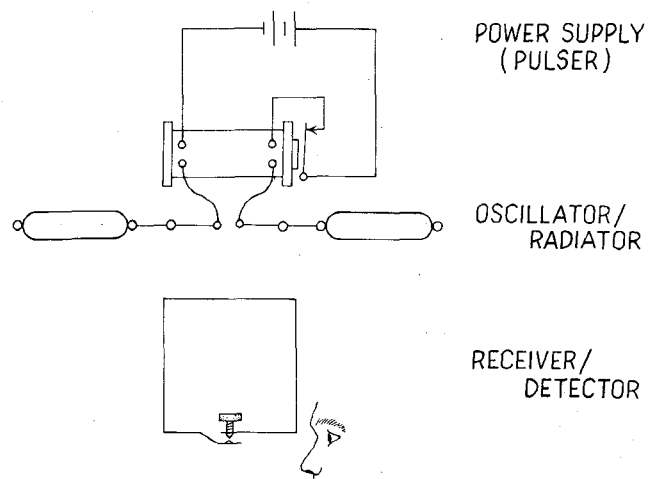 POWER SUPPLY
(PULSER)
OSCILLATOR/
RADIATOR
RECEIVER/
DETECTOR